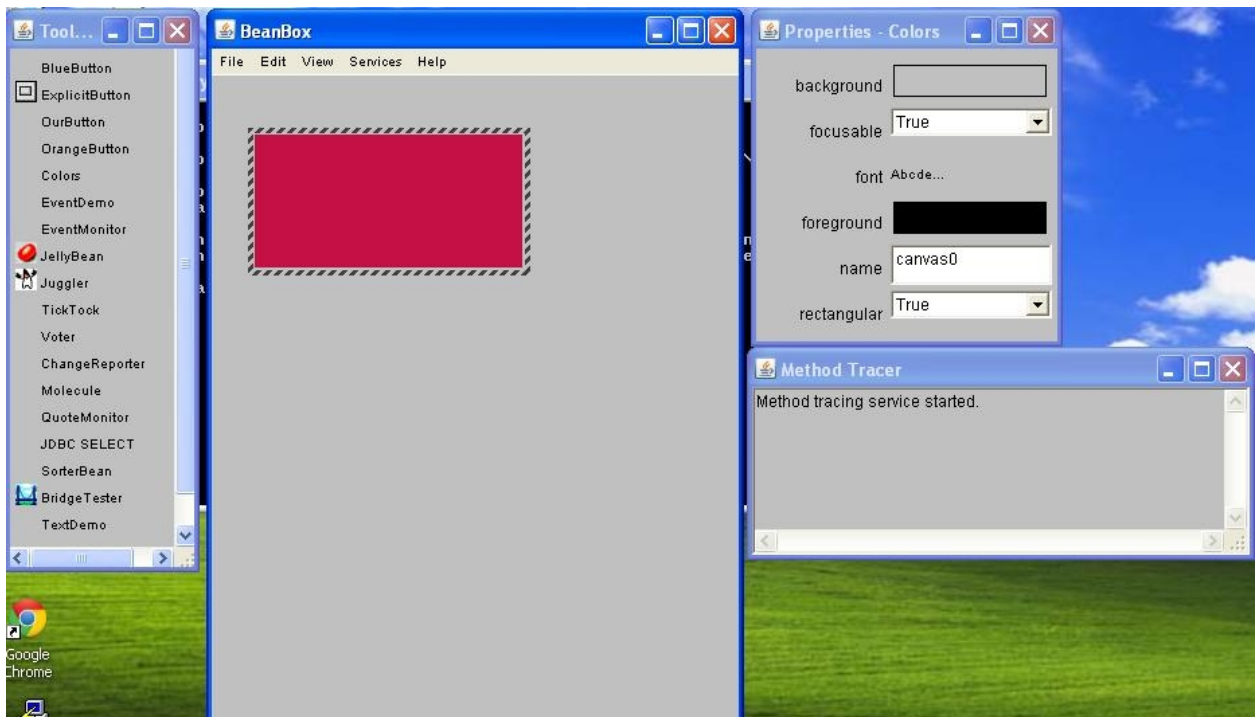 Tool...
BlueButton
ExplicitButton
OurButton
OrangeButton
Colors
EventDemo
EventMonitor
JellyBean
Juggler
TickTock
Voter
ChangeReporter
Molecule
QuoteMonitor
JDBC SELECT
SorterBean
BridgeTester
TextDemo
BeanBox
File Edit View Services Help
Properties - Colors
background
focusable True
font Abcde...
foreground
name canvas0
rectangular True
Method Tracer
Method tracing service started.
Google
Chrome